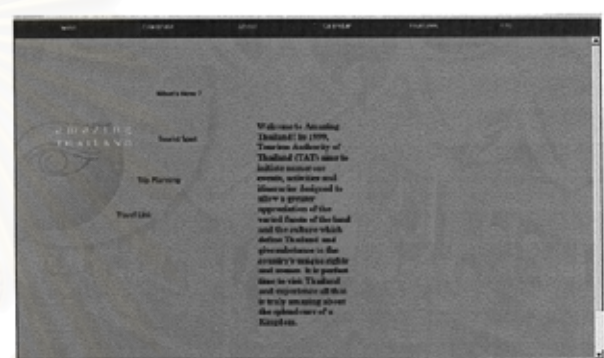 What's New ?
AMAZING
THAILAND
Tourist Spot
Trip Planning
Travel Link
Welcome to Amazing
Thailand! In 1999,
Tourism Authority of
Thailand (TAT) aims to
initiate numerous
events, activities and
itineraries designed to
allow a greater
appreciation of the
varied facets of the land
and the culture which
define Thailand and
give substance to the
country's unique sights
and scenes. It is perfect
time to visit Thailand
and experience all that
is truly amazing about
the splendours of a
Kingdom.